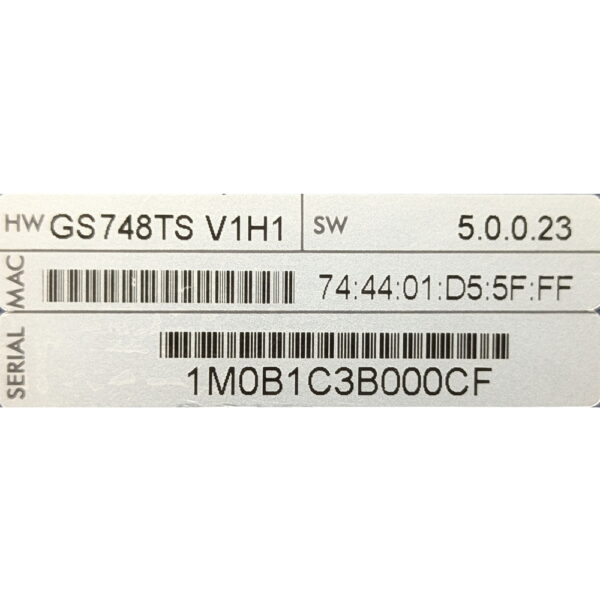 HW GS748TS V1H1 SW 5.0.0.23
MAC 74:44:01:D5:5F:FF
SERIAL 1M0B1C3B000CF